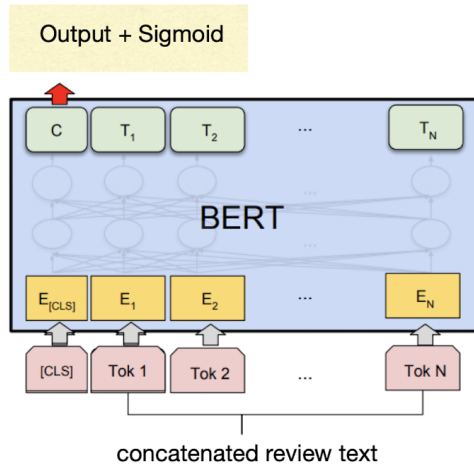 Output + Sigmoid
C T1 T2 ... TN
...
BERT
...
E[CLS] E1 E2 ... EN
[CLS] Tok 1 Tok 2 ... Tok N
concatenated review text